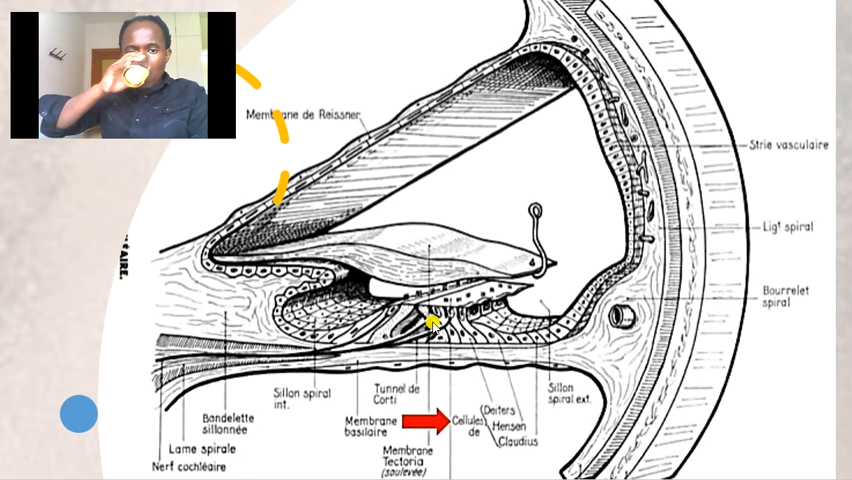 Membrane de Reissner
Strie vasculaire
Ligt spiral
Bourrelet
spiral
ÉAIRE.
Sillon spiral
int.
Tunnel de
Corti
Sillon
spiral ext.
Bandelette
sillonnée
Membrane
basilaire
Cellules
de
(Deiters
Hensen
Claudius
Lame spirale
Nerf cochléaire
Membrane
Tectoria
(soulevée)